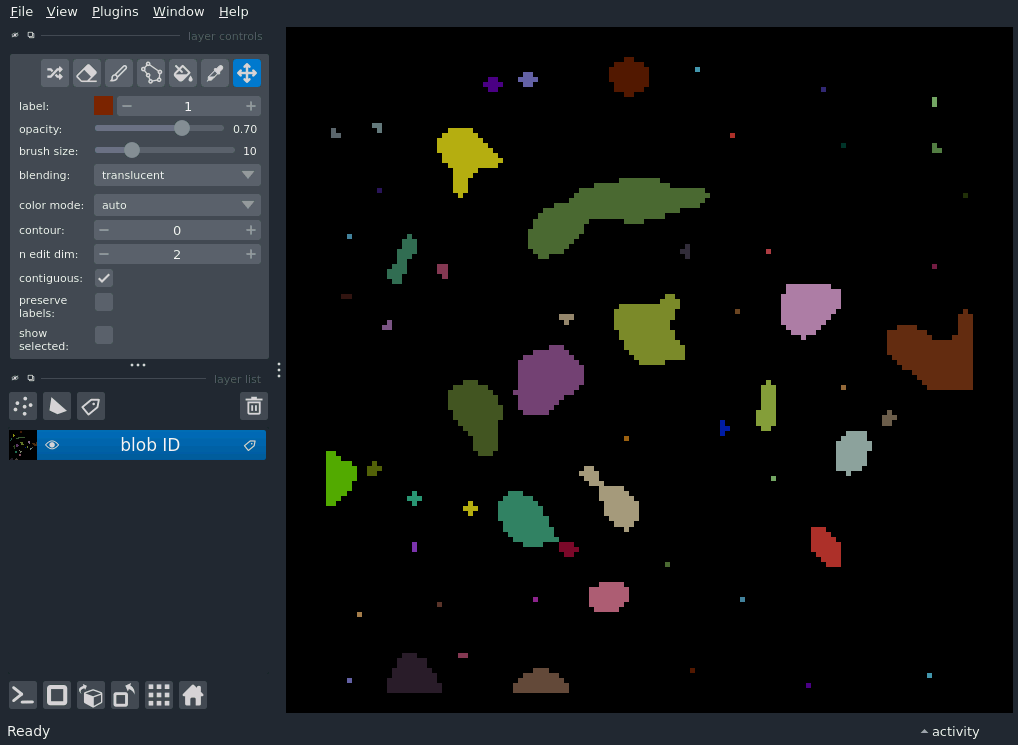 File View Plugins Window Help
layer controls
label: 1
opacity: 0.70
brush size: 10
blending: translucent
color mode: auto
contour: 0
n edit dim: 2
contiguous:
preserve
labels:
show
selected:
layer list
blob ID
Ready
activity